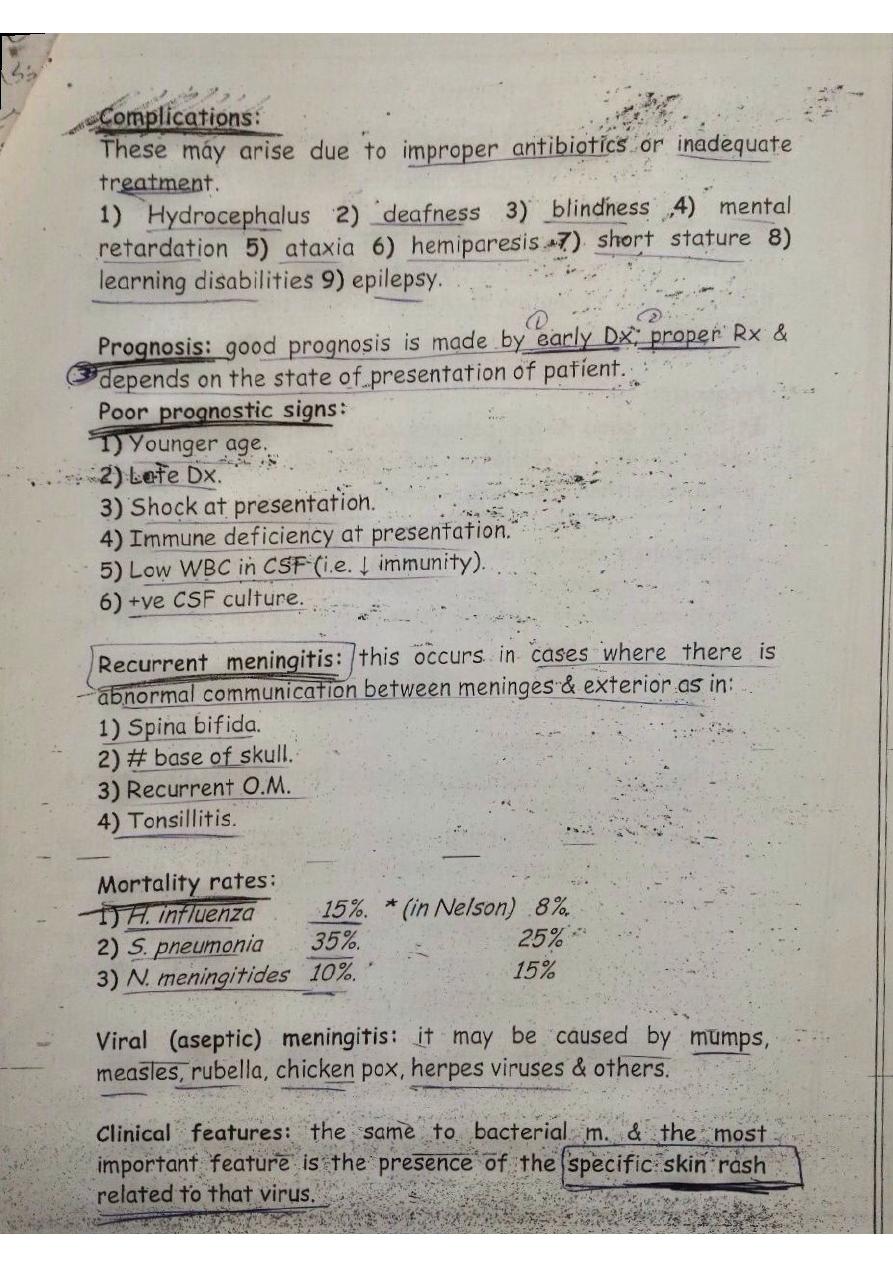 Complications:
These may arise due to improper antibiotics or inadequate
treatment.
1) Hydrocephalus 2) deafness 3) blindness 4) mental
retardation 5) ataxia 6) hemiparesis 7) short stature 8)
learning disabilities 9) epilepsy.
1 2
Prognosis: good prognosis is made by early Dx; proper Rx &
3 depends on the state of presentation of patient.
Poor prognostic signs:
1) Younger age.
2) Late Dx.
3) Shock at presentation.
4) Immune deficiency at presentation.
5) Low WBC in CSF (i.e. ↓ immunity).
6) +ve CSF culture.
Recurrent meningitis: this occurs in cases where there is
abnormal communication between meninges & exterior as in:
1) Spina bifida.
2) # base of skull.
3) Recurrent O.M.
4) Tonsillitis.
Mortality rates:
1) H. influenza 15%. * (in Nelson) 8%.
2) S. pneumonia 35%. 25%
3) N. meningitides 10%. 15%
Viral (aseptic) meningitis: it may be caused by mumps,
measles, rubella, chicken pox, herpes viruses & others.
Clinical features: the same to bacterial m. & the most
important feature is the presence of the specific skin rash
related to that virus.